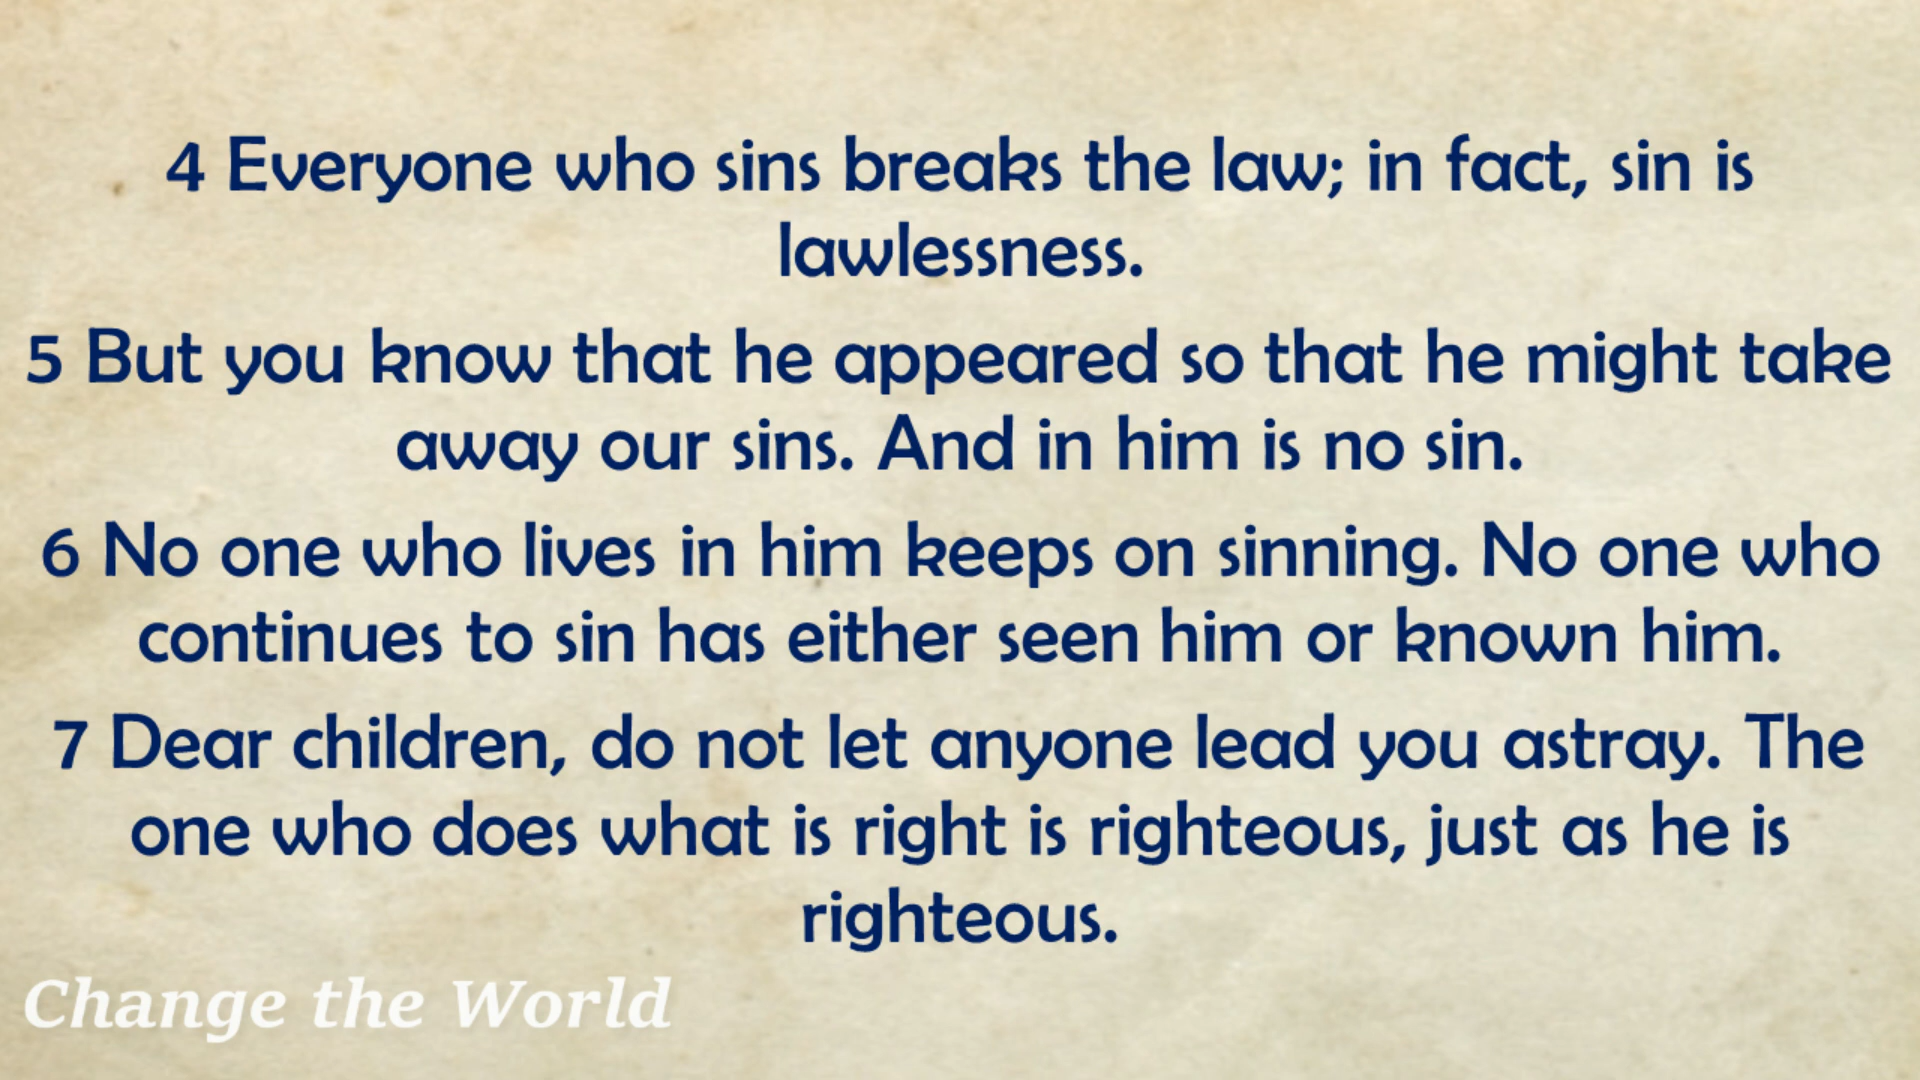 4 Everyone who sins breaks the law; in fact, sin is
lawlessness.
5 But you know that he appeared so that he might take
away our sins. And in him is no sin.
6 No one who lives in him keeps on sinning. No one who
continues to sin has either seen him or known him.
7 Dear children, do not let anyone lead you astray. The
one who does what is right is righteous, just as he is
righteous.
Change the World